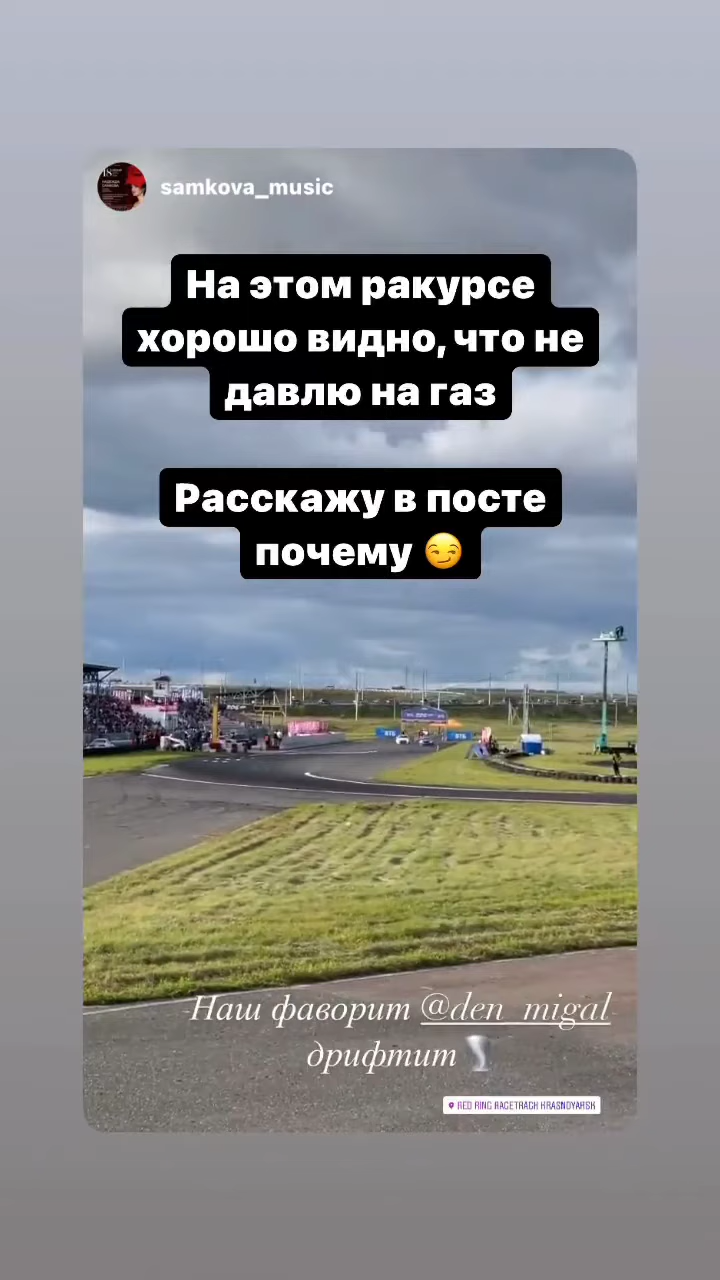 samkova_music
На этом ракурсе
хорошо видно, что не
давлю на газ
Расскажу в посте
почему 😏
Наш фаворит @den_migal
дрифтит 🌪️
RED RING RACETRACK KRASNOYARSK